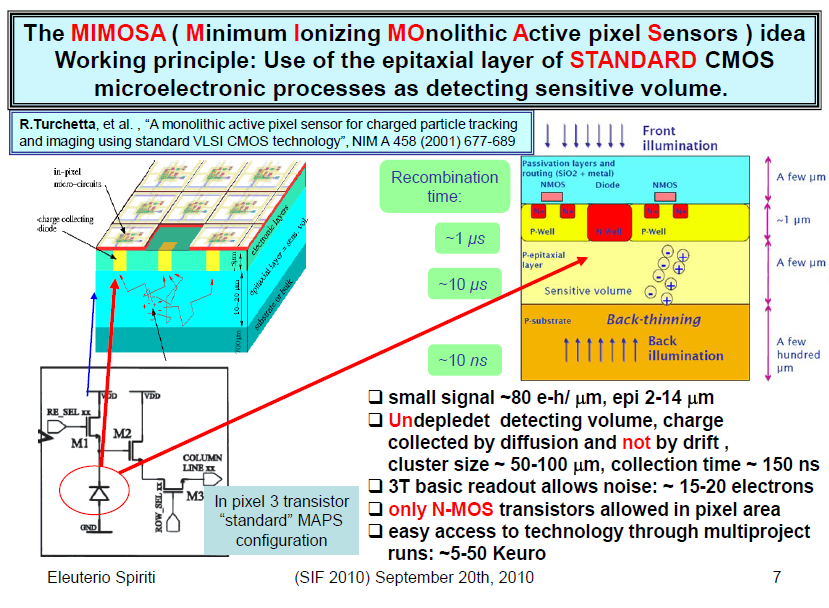 The MIMOSA ( Minimum Ionizing MOnolithic Active pixel Sensors ) idea
Working principle: Use of the epitaxial layer of STANDARD CMOS
microelectronic processes as detecting sensitive volume.
R.Turchetta, et al. , “A monolithic active pixel sensor for charged particle tracking
and imaging using standard VLSI CMOS technology”, NIM A 458 (2001) 677-689
in-pixel
micro-circuits
charge collecting
diode
electronic layers
epitaxial layer = sens. vol.
substrate or bulk
10–20 μm
Recombination
time:
~1 µs
~10 µs
~10 ns
Front
illumination
Passivation layers and
routing (SiO2 + metal)
NMOS
Diode
NMOS
N+
N+
N+
N+
P-Well
N-Well
P-Well
P-epitaxial
layer
Sensitive volume
P-substrate
Back-thinning
Back
illumination
A few µm
~1 µm
A few µm
A few
hundred
µm
VDD
VDD
RE_SEL xx
M1
M2
COLUMN
LINE xx
M3
ROW_SEL xx
GND
In pixel 3 transistor
“standard” MAPS
configuration
❑ small signal ~80 e-h/ µm, epi 2-14 µm
❑ Undepledet detecting volume, charge
collected by diffusion and not by drift ,
cluster size ~ 50-100 µm, collection time ~ 150 ns
❑ 3T basic readout allows noise: ~ 15-20 electrons
❑ only N-MOS transistors allowed in pixel area
❑ easy access to technology through multiproject
runs: ~5-50 Keuro
Eleuterio Spiriti
(SIF 2010) September 20th, 2010
7